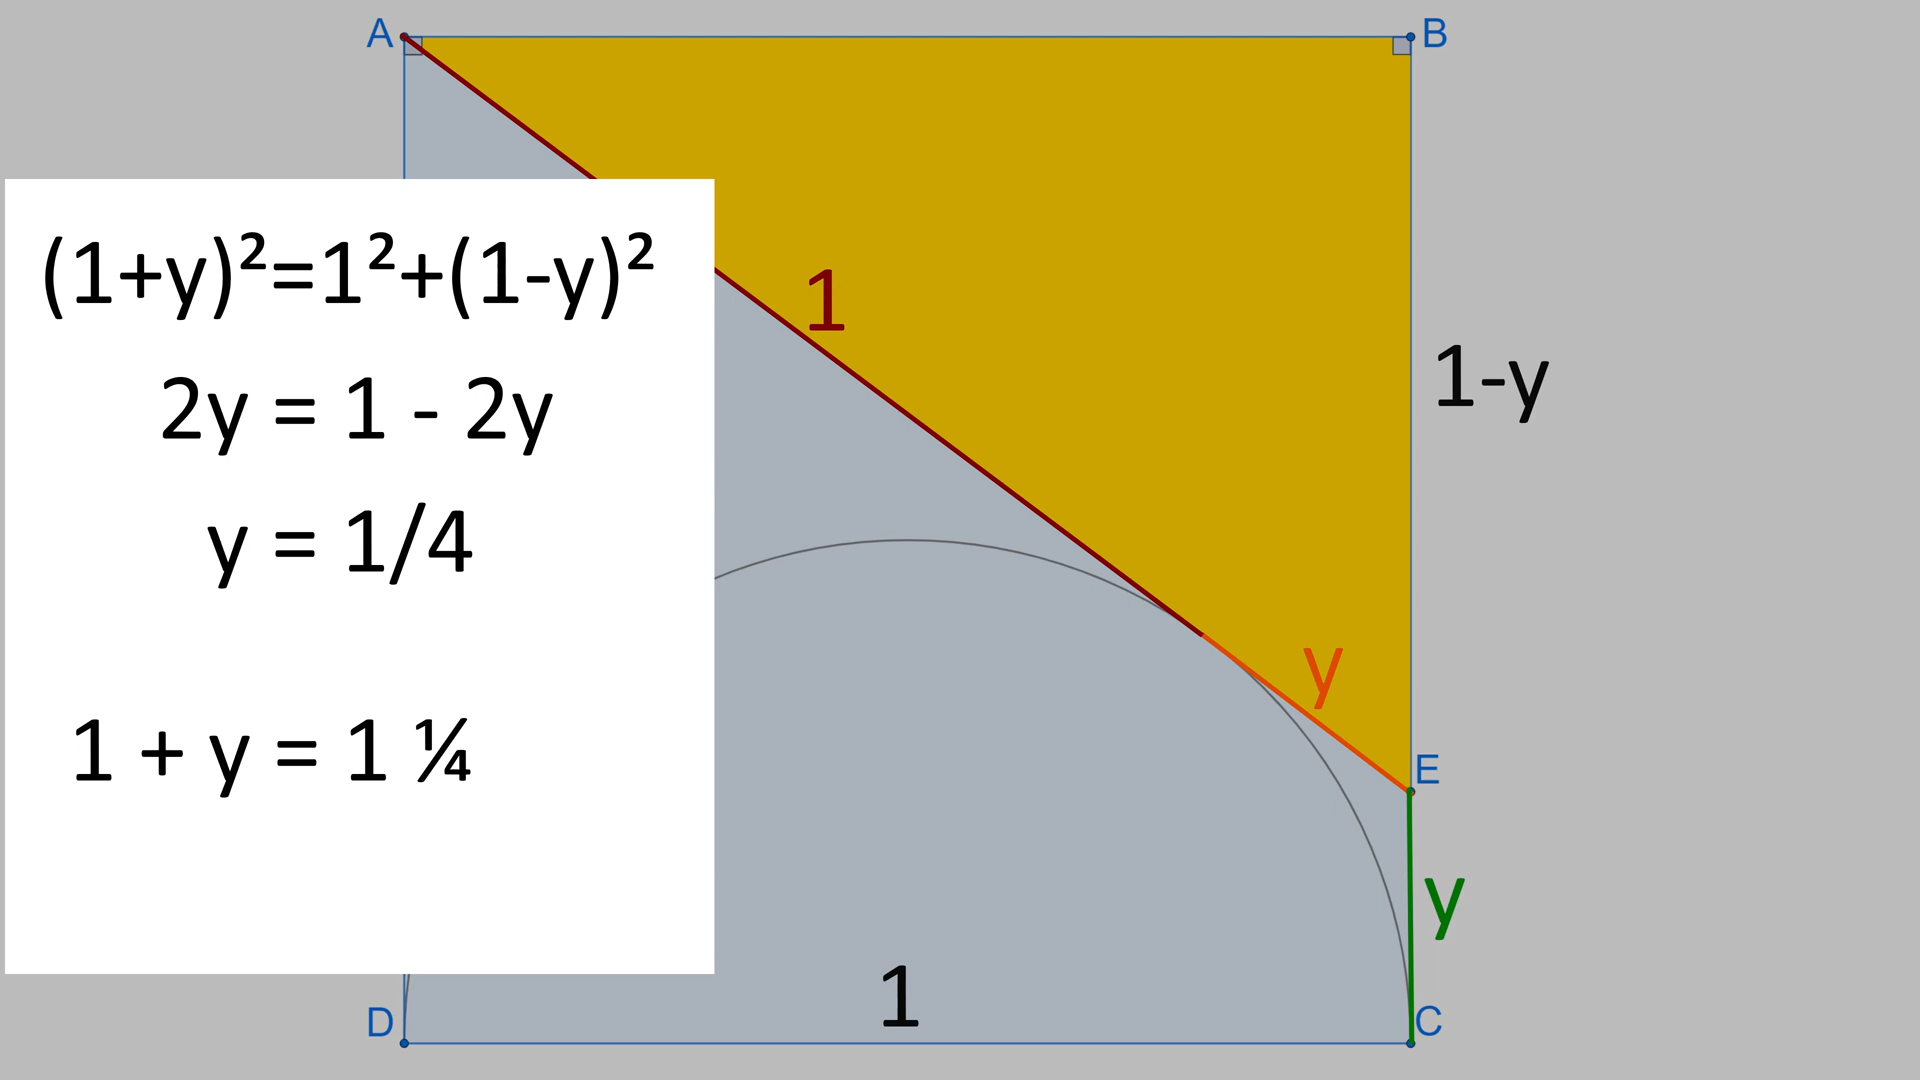 A
B
(1+y)²=1²+(1-y)²
1
1-y
2y = 1 - 2y
y = 1/4
y
1 + y = 1 ¼
E
y
1
D
C